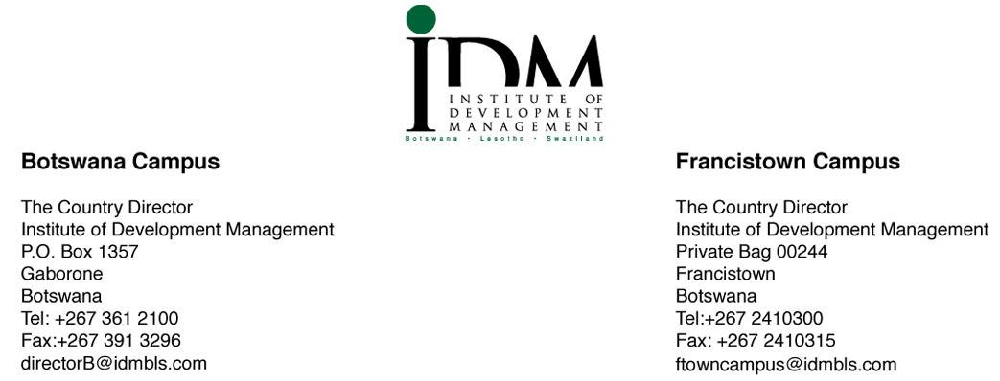 IDM
INSTITUTE OF
DEVELOPMENT
MANAGEMENT
Botswana · Lesotho · Swaziland
Botswana Campus
The Country Director
Institute of Development Management
P.O. Box 1357
Gaborone
Botswana
Tel: +267 361 2100
Fax:+267 391 3296
directorB@idmbls.com
Francistown Campus
The Country Director
Institute of Development Management
Private Bag 00244
Francistown
Botswana
Tel:+267 2410300
Fax: +267 2410315
ftowncampus@idmbls.com